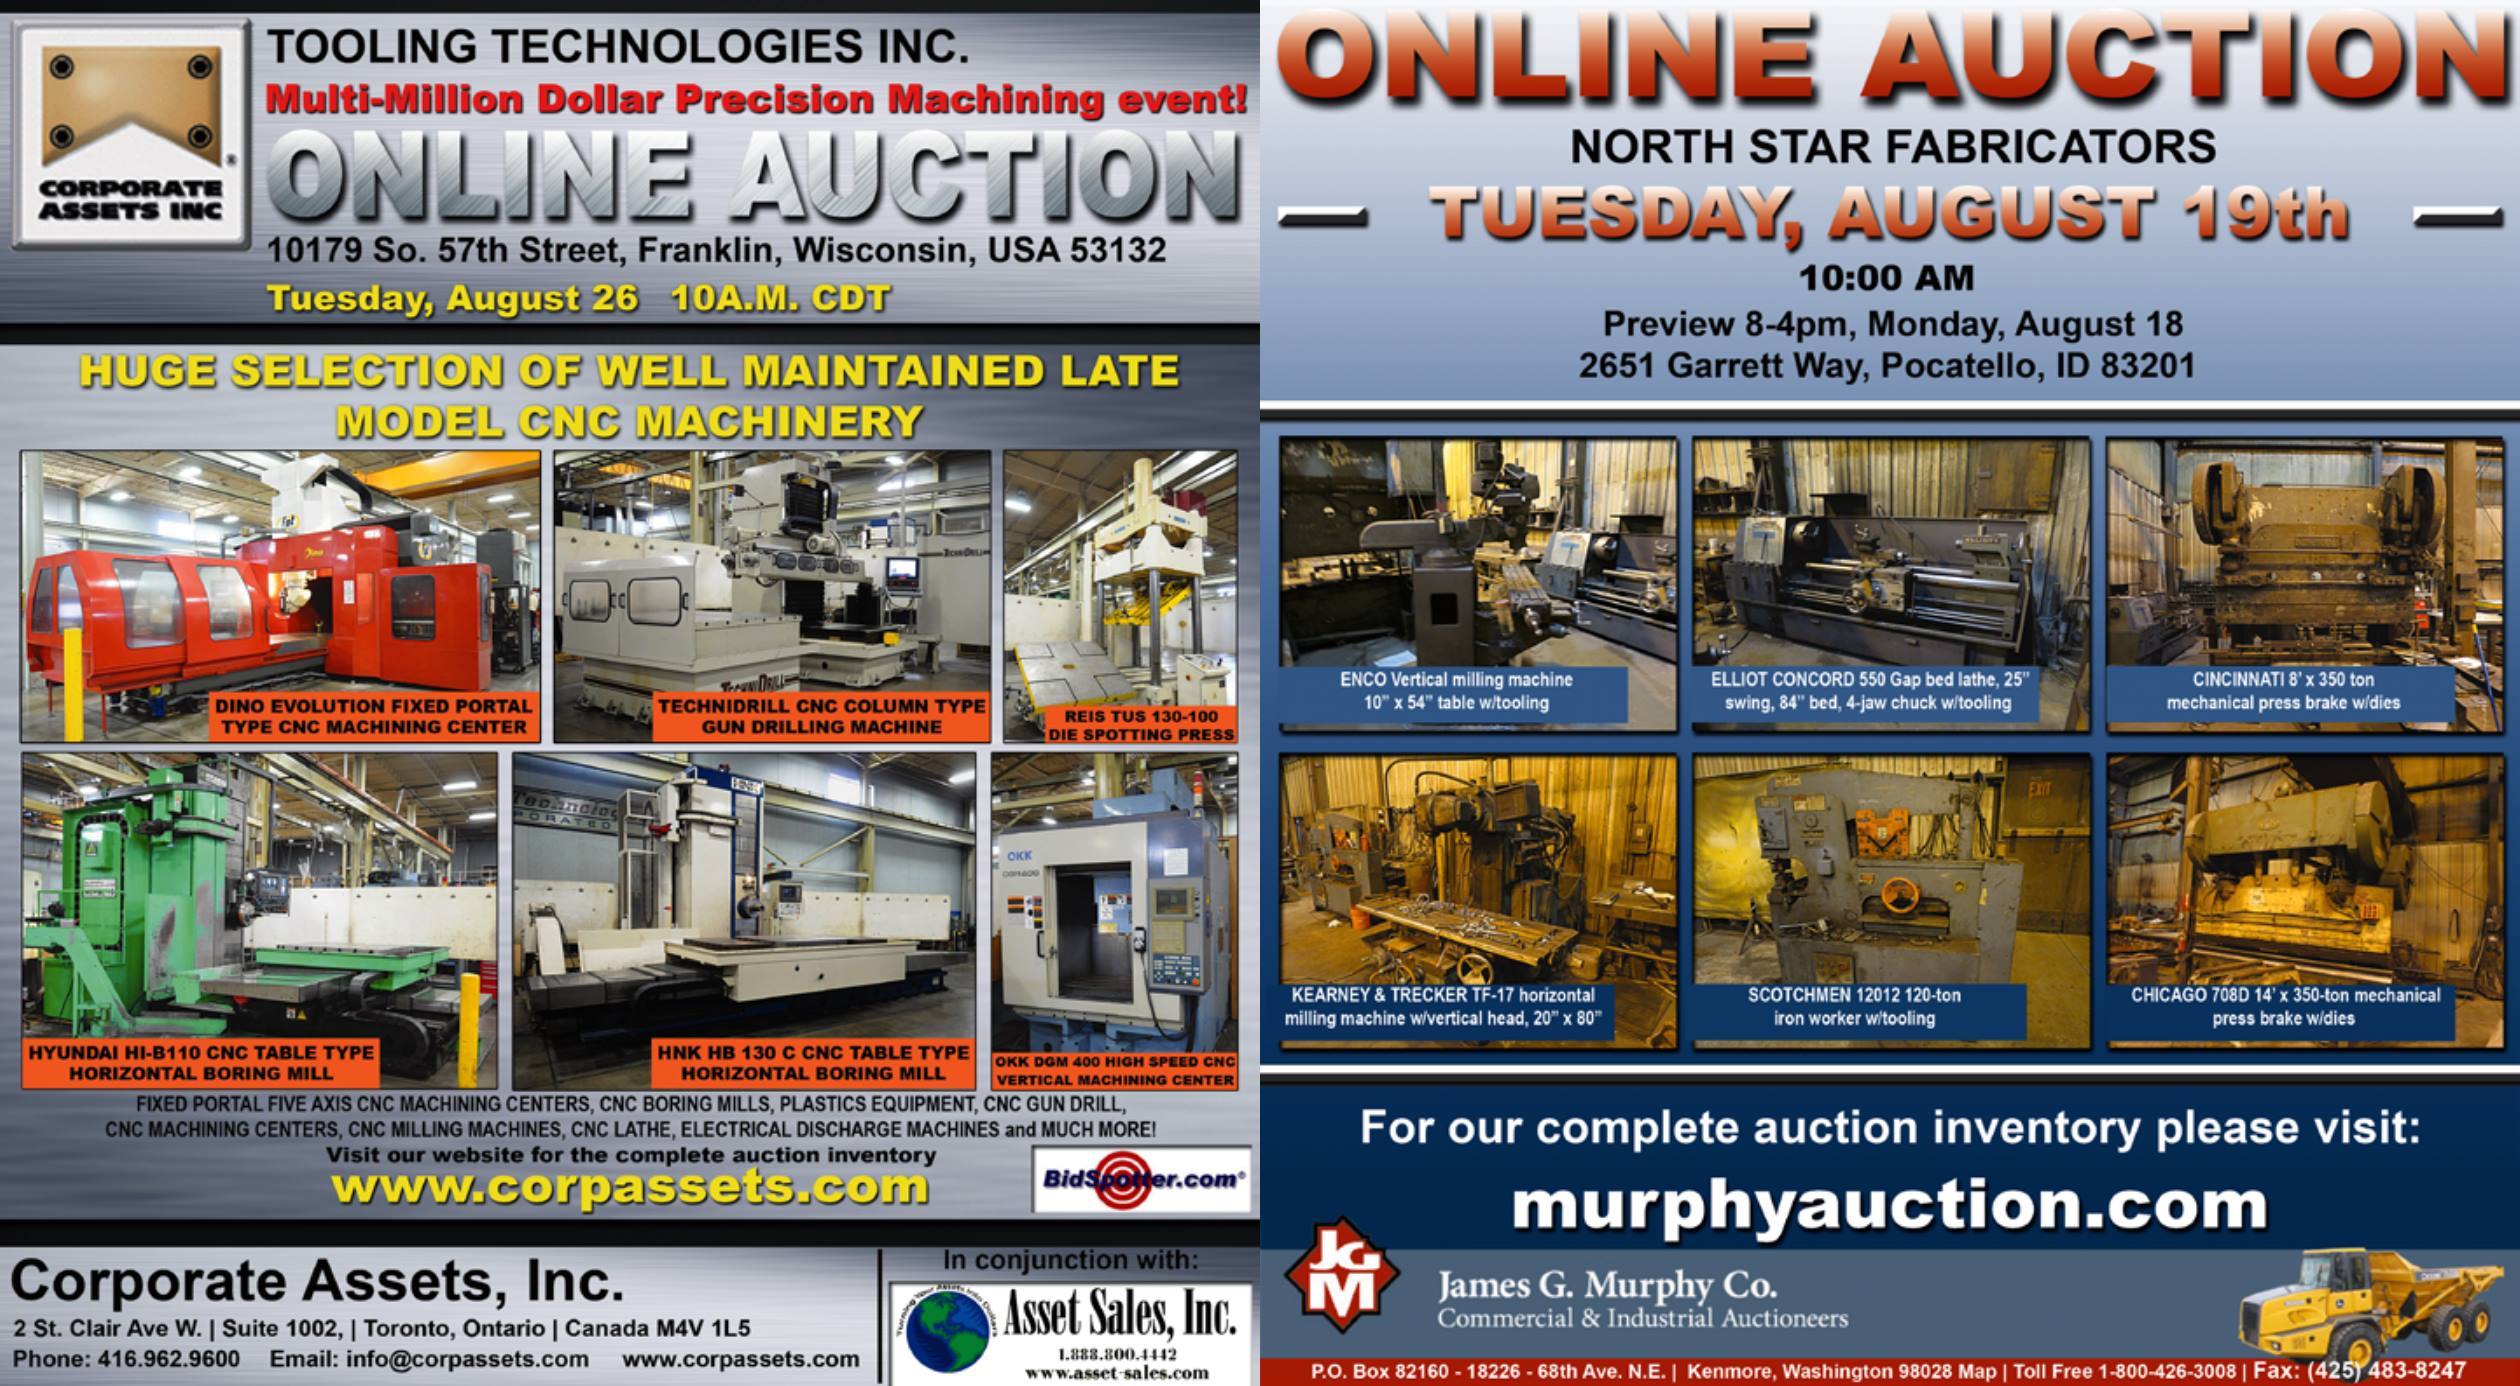 CORPORATE
ASSETS INC
TOOLING TECHNOLOGIES INC.
Multi-Million Dollar Precision Machining event!
ONLINE AUCTION
10179 So. 57th Street, Franklin, Wisconsin, USA 53132
Tuesday, August 26 10A.M. CDT
HUGE SELECTION OF WELL MAINTAINED LATE
MODEL CNC MACHINERY
DINO EVOLUTION FIXED PORTAL
TYPE CNC MACHINING CENTER
TECHNIDRILL
TECHNIDRILL CNC COLUMN TYPE
GUN DRILLING MACHINE
REIS TUS 130-100
DIE SPOTTING PRESS
HYUNDAI HI-B110 CNC TABLE TYPE
HORIZONTAL BORING MILL
HNK HB 130 C CNC TABLE TYPE
HORIZONTAL BORING MILL
OKK
OKK DGM 400 HIGH SPEED CNC
VERTICAL MACHINING CENTER
FIXED PORTAL FIVE AXIS CNC MACHINING CENTERS, CNC BORING MILLS, PLASTICS EQUIPMENT, CNC GUN DRILL,
CNC MACHINING CENTERS, CNC MILLING MACHINES, CNC LATHE, ELECTRICAL DISCHARGE MACHINES and MUCH MORE!
Visit our website for the complete auction inventory
www.corpassets.com
BidSpotter.com®
Corporate Assets, Inc.
2 St. Clair Ave W. | Suite 1002, | Toronto, Ontario | Canada M4V 1L5
Phone: 416.962.9600 Email: info@corpassets.com www.corpassets.com
In conjunction with:
Turning Your Assets Into Dollars
Asset Sales, Inc.
1.888.800.4442
www.asset-sales.com
ONLINE AUCTION
NORTH STAR FABRICATORS
TUESDAY, AUGUST 19th
10:00 AM
Preview 8-4pm, Monday, August 18
2651 Garrett Way, Pocatello, ID 83201
ENCO Vertical milling machine
10” x 54” table w/tooling
ELLIOT CONCORD 550 Gap bed lathe, 25”
swing, 84” bed, 4-jaw chuck w/tooling
CINCINNATI 8’ x 350 ton
mechanical press brake w/dies
KEARNEY & TRECKER TF-17 horizontal
milling machine w/vertical head, 20” x 80”
EXIT
SCOTCHMEN 12012 120-ton
iron worker w/tooling
CHICAGO 708D 14’ x 350-ton mechanical
press brake w/dies
For our complete auction inventory please visit:
murphyauction.com
JGM
James G. Murphy Co.
Commercial & Industrial Auctioneers
P.O. Box 82160 - 18226 - 68th Ave. N.E. | Kenmore, Washington 98028 Map | Toll Free 1-800-426-3008 | Fax: (425) 483-8247